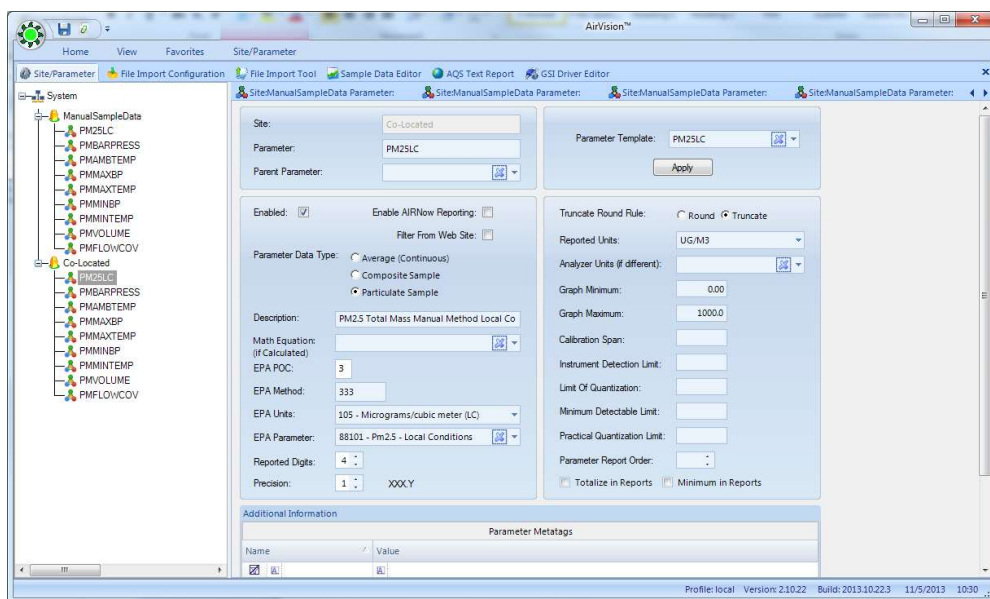 AirVision™
Home View Favorites Site/Parameter
Site/Parameter File Import Configuration File Import Tool Sample Data Editor AQS Text Report GSI Driver Editor
System
ManualSampleData
PM25LC
PMBARPRESS
PMAMBTEMP
PMMAXBP
PMMAXTEMP
PMMINBP
PMMINTEMP
PMVOLUME
PMFLOWCOV
Co-Located
PM25LC
PMBARPRESS
PMAMBTEMP
PMMAXBP
PMMAXTEMP
PMMINBP
PMMINTEMP
PMVOLUME
PMFLOWCOV
Site:ManualSampleData Parameter: Site:ManualSampleData Parameter: Site:ManualSampleData Parameter: Site:ManualSampleData Parameter:
Site: Co-Located
Parameter: PM25LC
Parent Parameter:
Parameter Template: PM25LC
Apply
Enabled: Enable AIRNow Reporting:
Filter From Web Site:
Parameter Data Type: Average (Continuous)
Composite Sample
Particulate Sample
Description: PM2.5 Total Mass Manual Method Local Co
Math Equation:
(if Calculated)
EPA POC: 3
EPA Method: 333
EPA Units: 105 - Micrograms/cubic meter (LC)
EPA Parameter: 88101 - Pm2.5 - Local Conditions
Reported Digits: 4
Precision: 1 XXX.Y
Truncate Round Rule: Round Truncate
Reported Units: UG/M3
Analyzer Units (if different):
Graph Minimum: 0.00
Graph Maximum: 1000.0
Calibration Span:
Instrument Detection Limit:
Limit Of Quantization:
Minimum Detectable Limit:
Practical Quantization Limit:
Parameter Report Order:
Totalize in Reports Minimum in Reports
Additional Information
Parameter Metatags
Name Value
Profile: local Version: 2.10.22 Build: 2013.10.22.3 11/5/2013 10:30